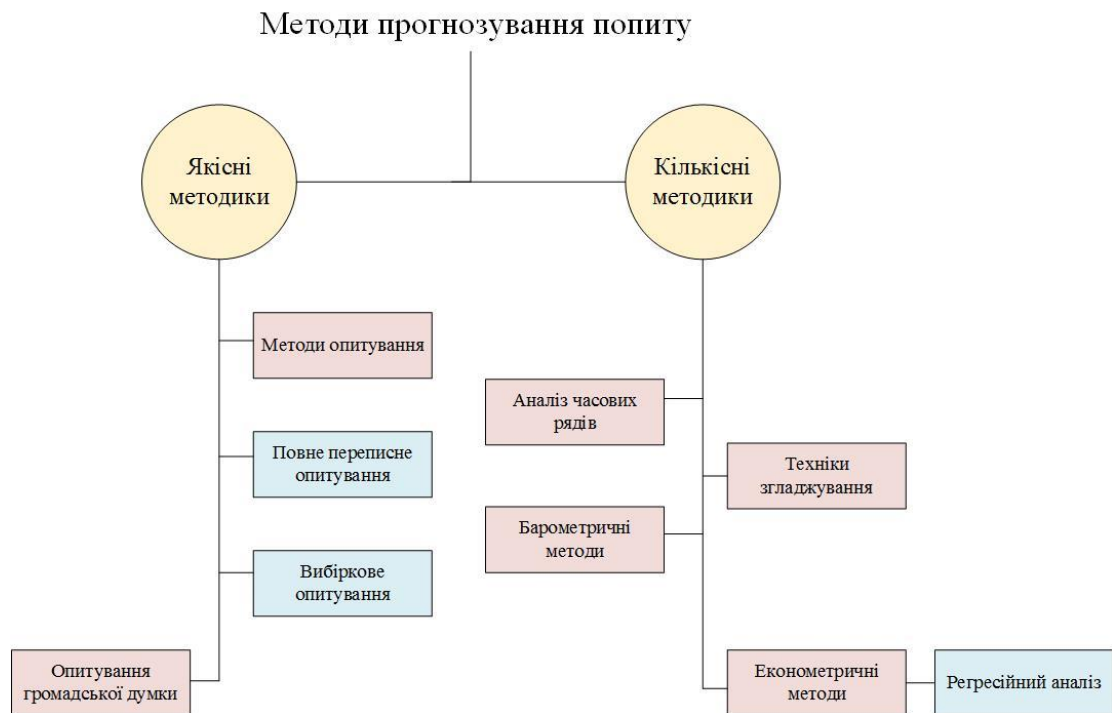 Методи прогнозування попиту
Якісні
методики
Кількісні
методики
Методи опитування
Повне переписне
опитування
Вибіркове
опитування
Опитування
громадської думки
Аналіз часових
рядів
Техніки
згладжування
Барометричні
методи
Економетричні
методи
Регресійний аналіз